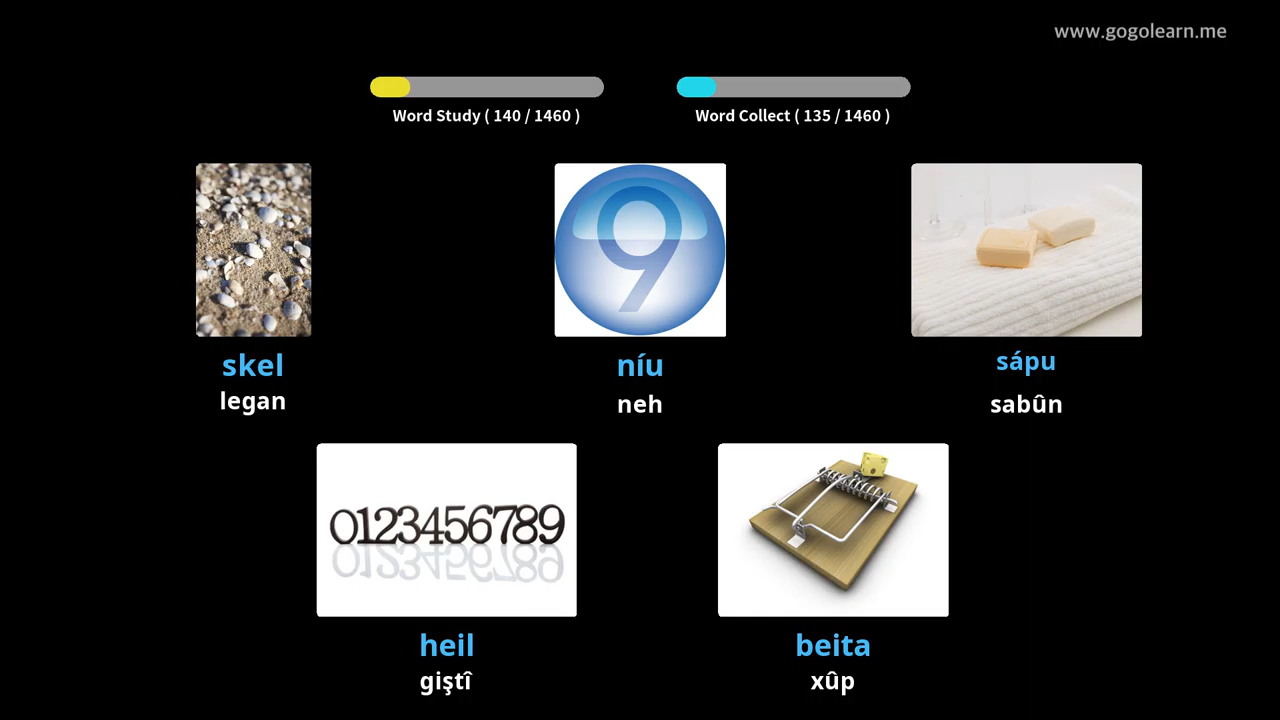 www.gogolearn.me
Word Study ( 140 / 1460 )
Word Collect ( 135 / 1460 )
9
skel
níu
sápu
legan
neh
sabûn
0123456789
heil
beita
giştî
xûp